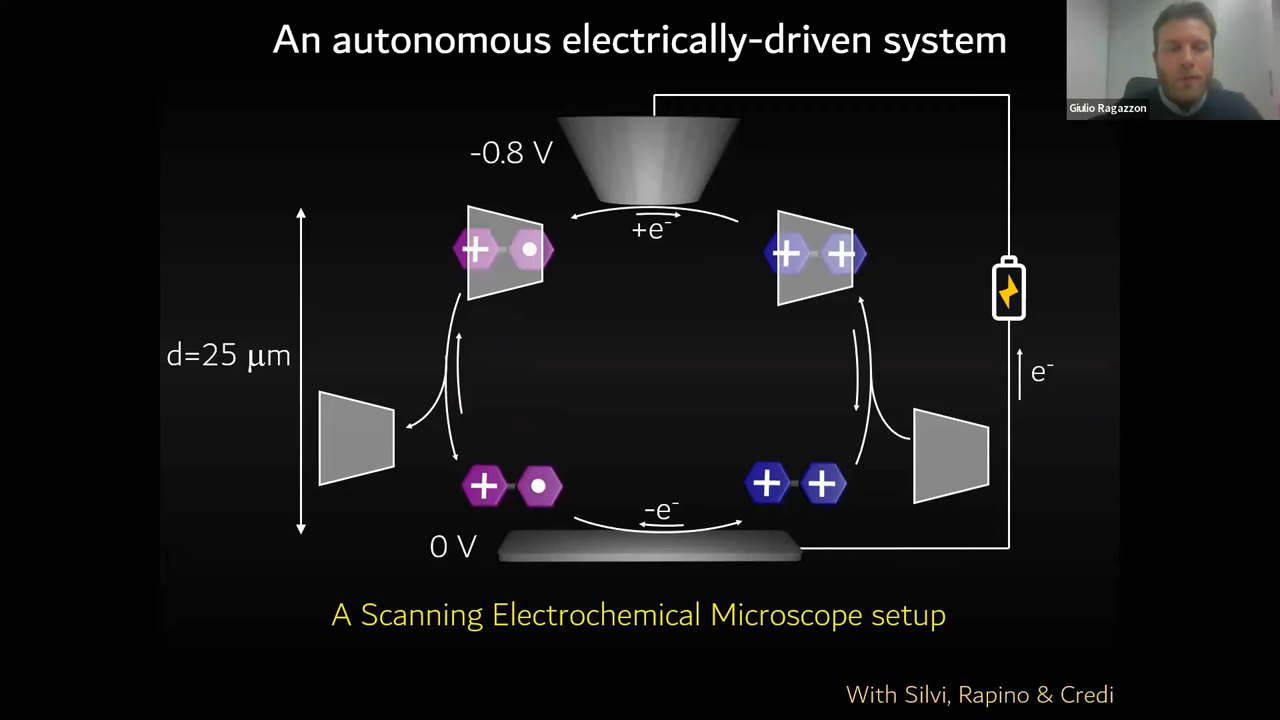 An autonomous electrically-driven system
Giulio Ragazzon
-0.8 V
+e⁻
+ •
+ +
d=25 μm
e⁻
+ •
+ +
-e⁻
0 V
A Scanning Electrochemical Microscope setup
With Silvi, Rapino & Credi